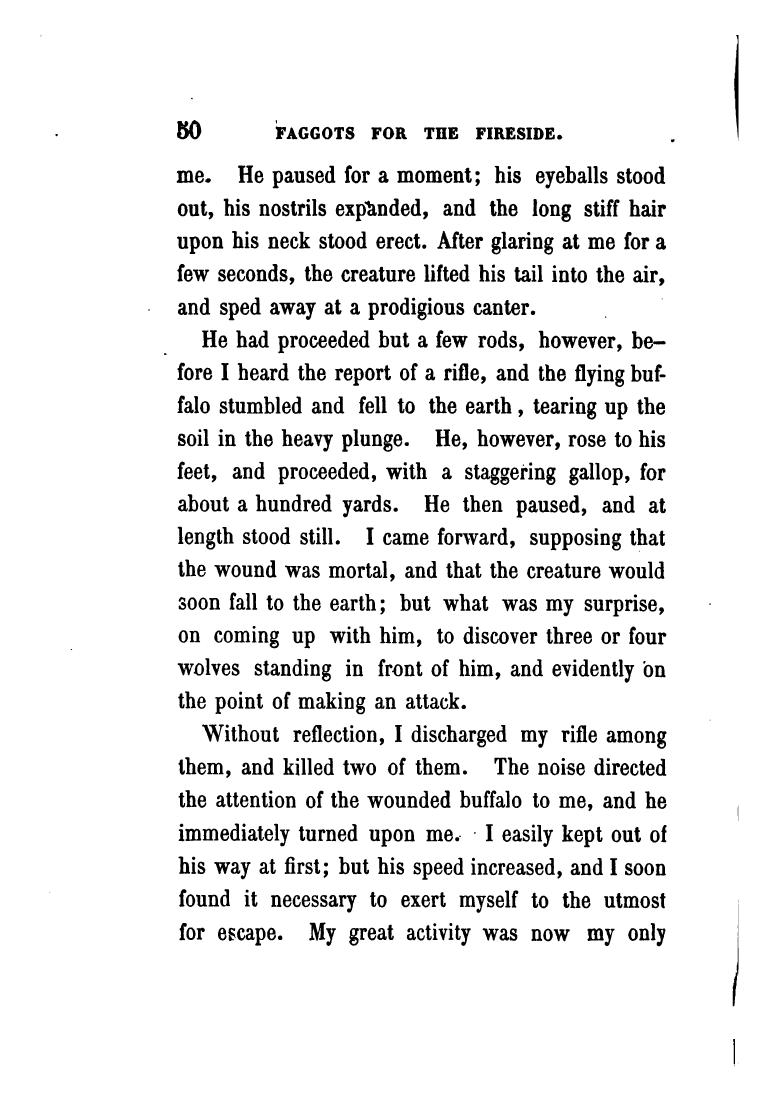 50 FAGGOTS FOR THE FIRESIDE.
me. He paused for a moment; his eyeballs stood
out, his nostrils expanded, and the long stiff hair
upon his neck stood erect. After glaring at me for a
few seconds, the creature lifted his tail into the air,
and sped away at a prodigious canter.
He had proceeded but a few rods, however, be-
fore I heard the report of a rifle, and the flying buf-
falo stumbled and fell to the earth, tearing up the
soil in the heavy plunge. He, however, rose to his
feet, and proceeded, with a staggering gallop, for
about a hundred yards. He then paused, and at
length stood still. I came forward, supposing that
the wound was mortal, and that the creature would
soon fall to the earth; but what was my surprise,
on coming up with him, to discover three or four
wolves standing in front of him, and evidently on
the point of making an attack.
Without reflection, I discharged my rifle among
them, and killed two of them. The noise directed
the attention of the wounded buffalo to me, and he
immediately turned upon me. I easily kept out of
his way at first; but his speed increased, and I soon
found it necessary to exert myself to the utmost
for escape. My great activity was now my only